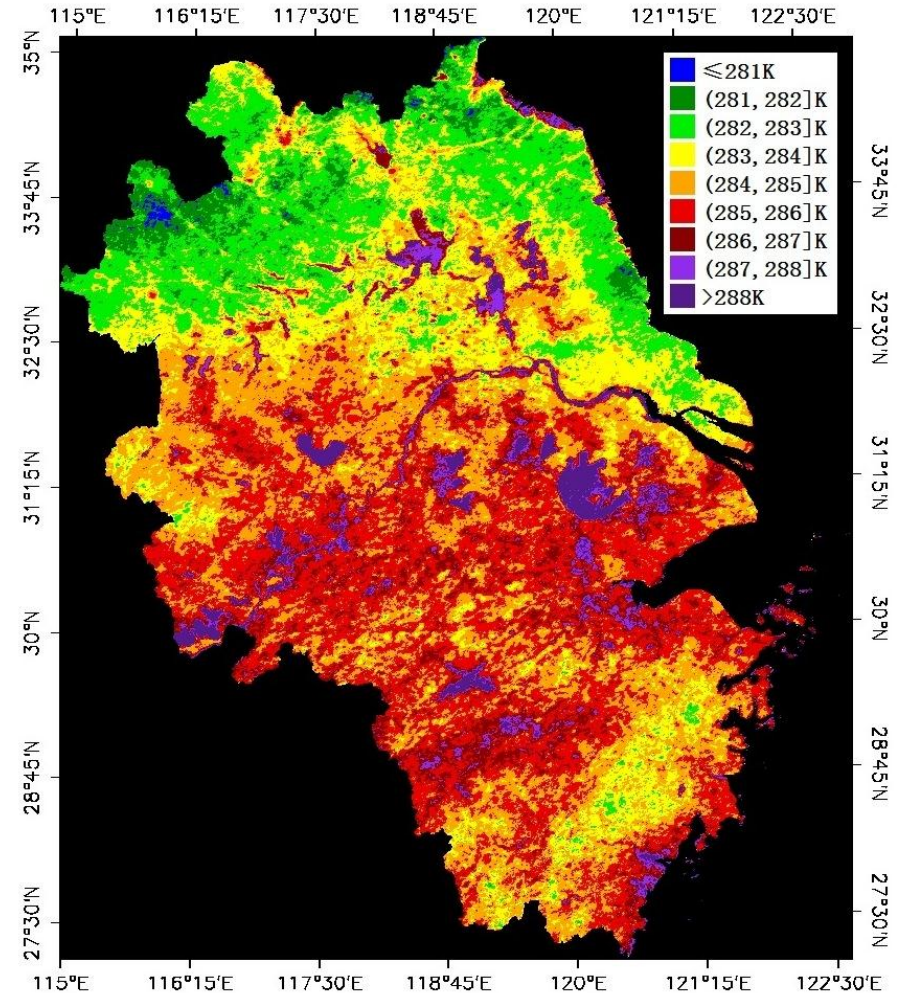 115°E 116°15'E 117°30'E 118°45'E 120°E 121°15'E 122°30'E
≤281K
(281, 282]K
(282, 283]K
(283, 284]K
(284, 285]K
(285, 286]K
(286, 287]K
(287, 288]K
>288K
35°N
33°45'N
32°30'N
31°15'N
30°N
28°45'N
27°30'N
33°45'N
32°30'N
31°15'N
30°N
28°45'N
27°30'N
115°E 116°15'E 117°30'E 118°45'E 120°E 121°15'E 122°30'E